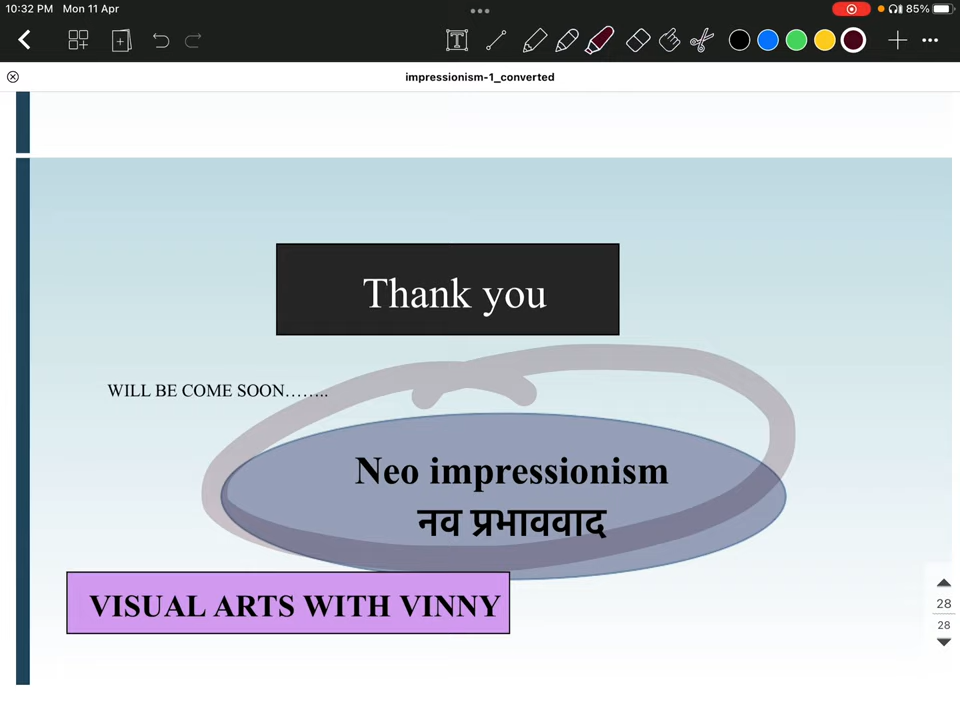 10:32 PM Mon 11 Apr
85%
T
impressionism-1_converted
Thank you
WILL BE COME SOON……..
Neo impressionism
नव प्रभाववाद
VISUAL ARTS WITH VINNY
28
28